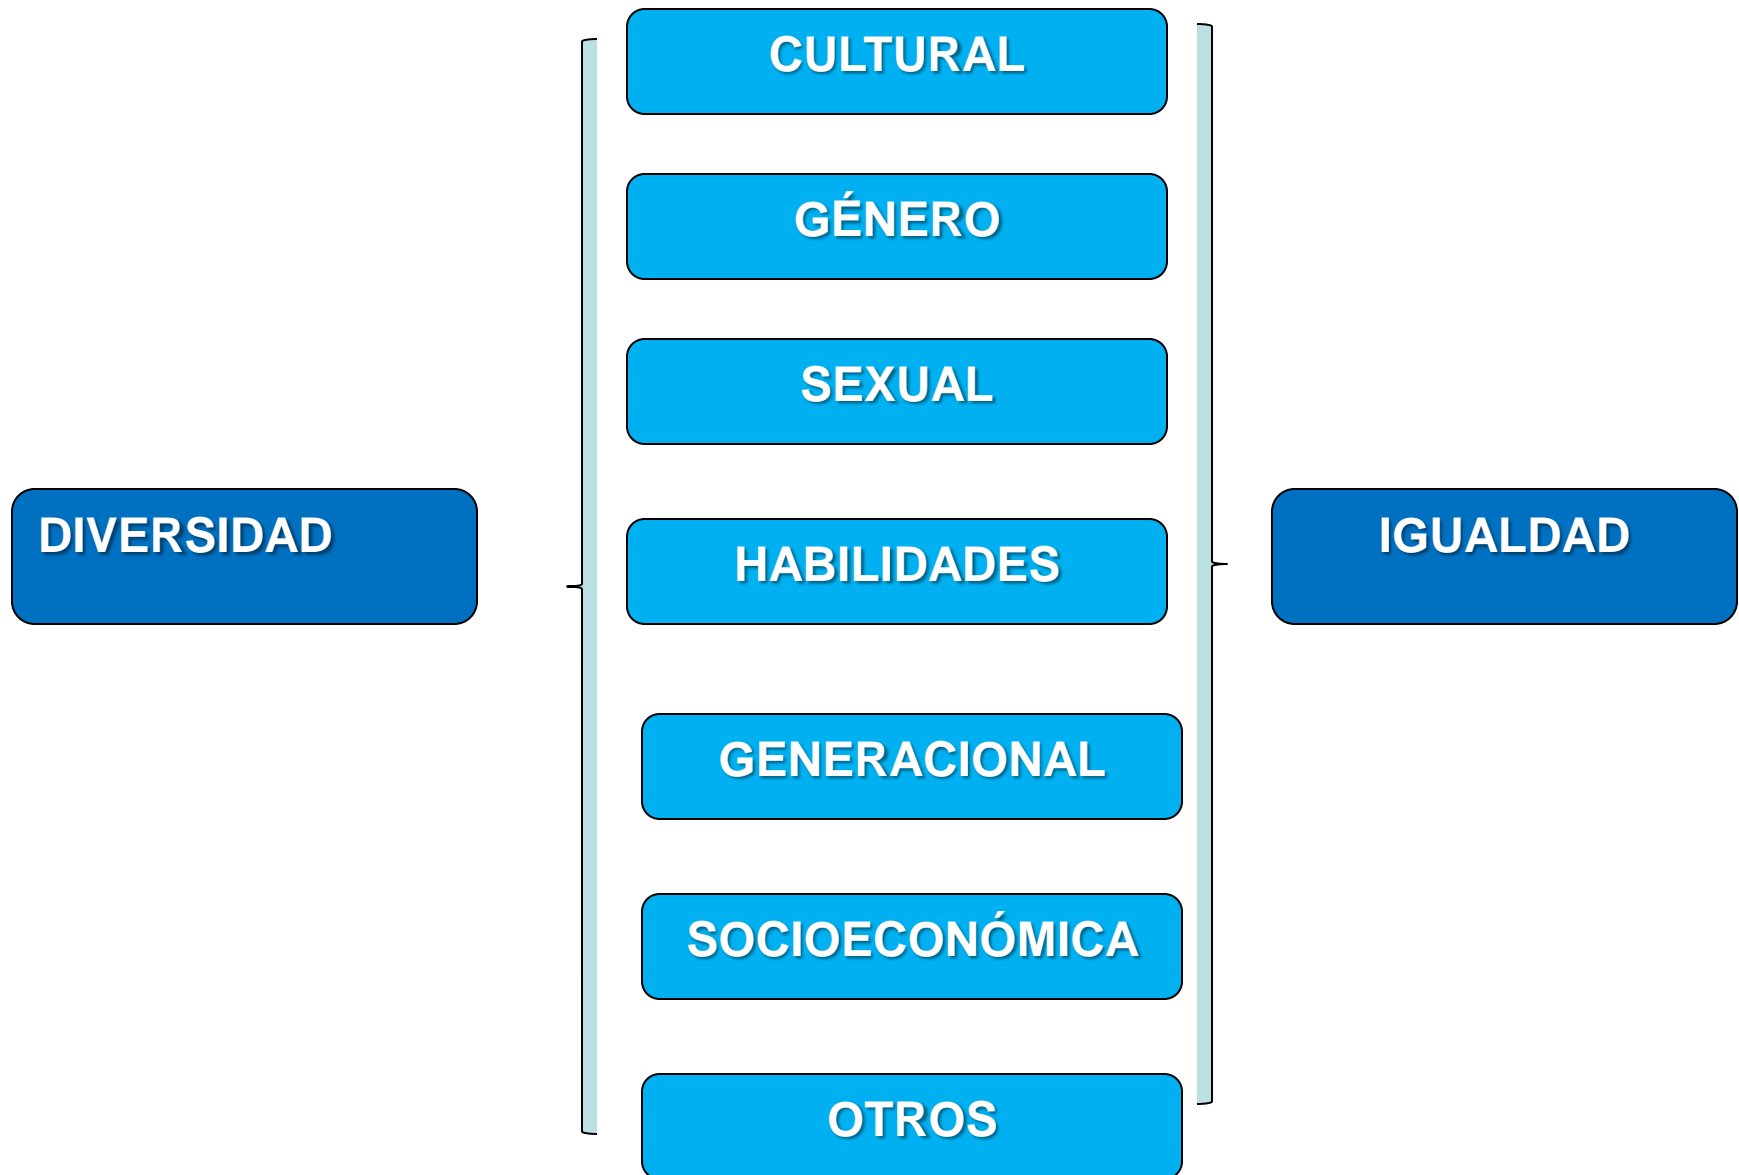 DIVERSIDAD
CULTURAL
GÉNERO
SEXUAL
HABILIDADES
GENERACIONAL
SOCIOECONÓMICA
OTROS
IGUALDAD